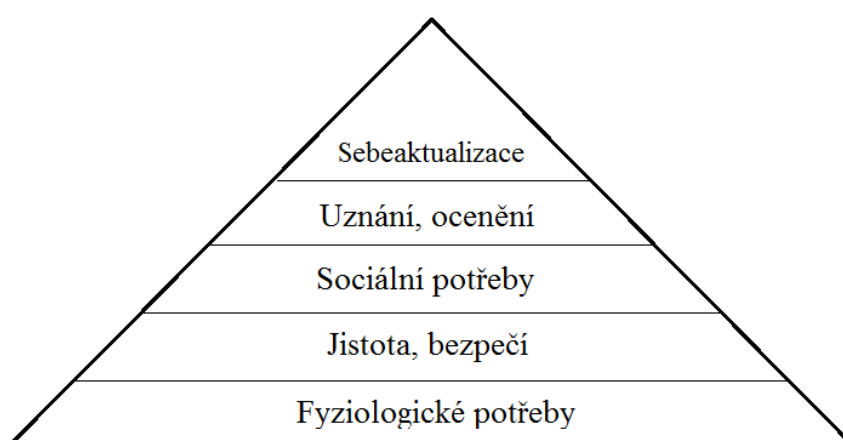 Sebeaktualizace
Uznání, ocenění
Sociální potřeby
Jistota, bezpečí
Fyziologické potřeby